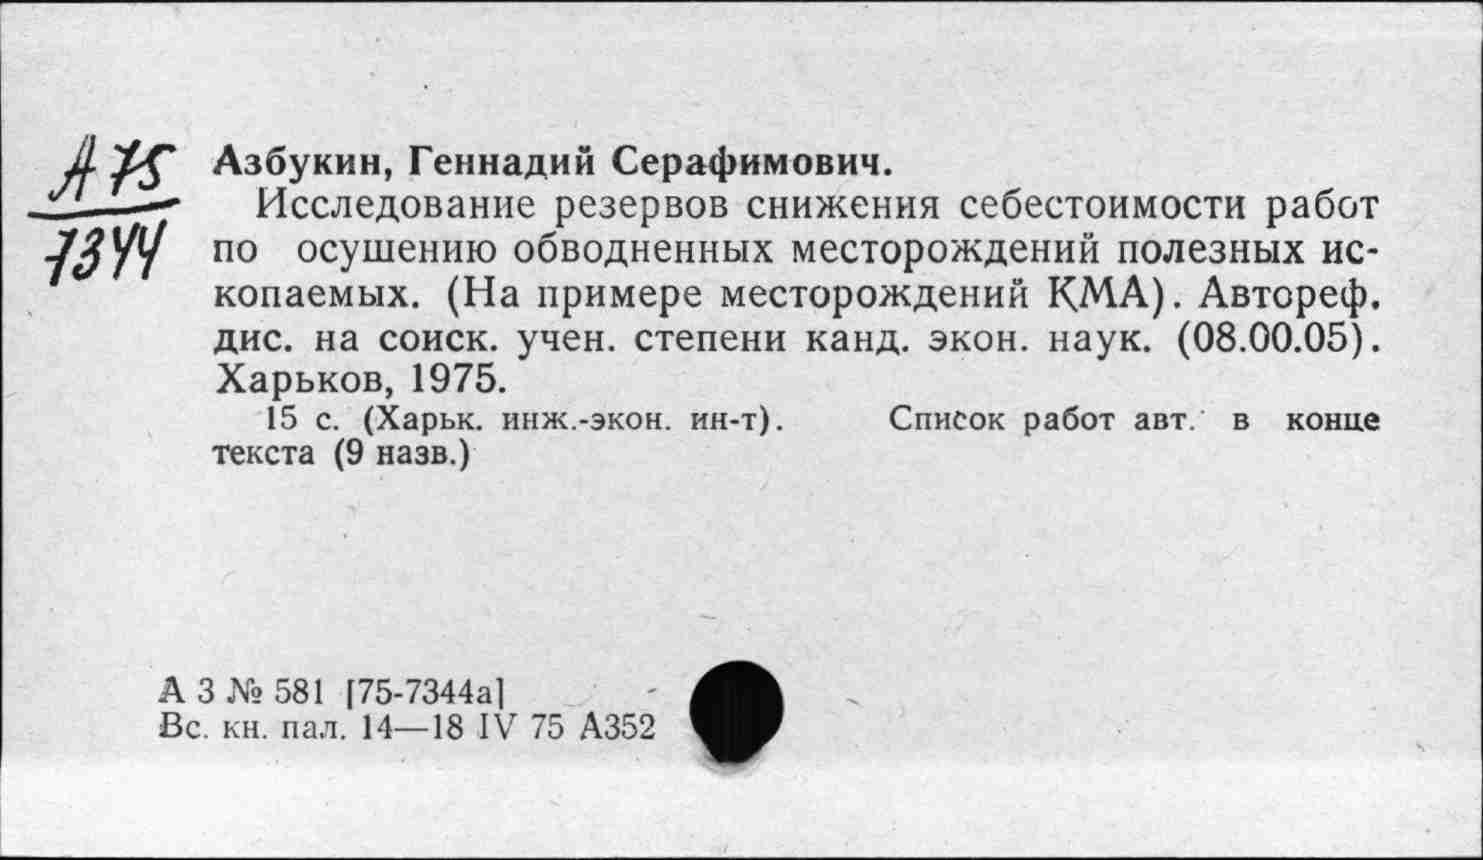 А 75
7344
Азбукин, Геннадий Серафимович.
Исследование резервов снижения себестоимости работ
по осушению обводненных месторождений полезных ис-
копаемых. (На примере месторождений КМА). Автореф.
дис. на соиск. учен. степени канд. экон. наук. (08.00.05).
Харьков, 1975.
15 с. (Харьк. инж.-экон. ин-т). Список работ авт. в конце
текста (9 назв.)
А 3 № 581 [75-7344а]
Вс. кн. пал. 14—18 IV 75 А352